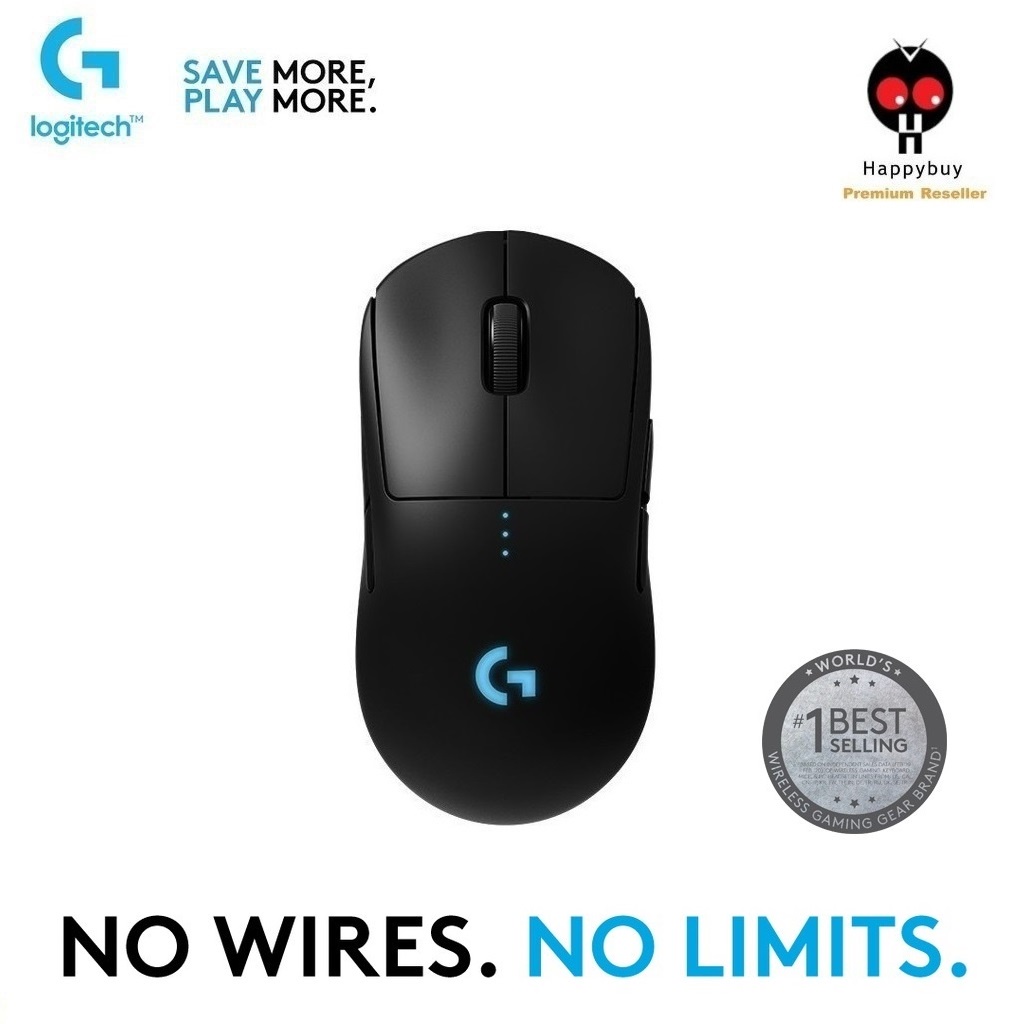 logitech™
SAVE MORE,
PLAY MORE.
Happybuy
Premium Reseller
WORLD'S
#1 BEST
SELLING
WIRELESS GAMING GEAR BRAND¹
NO WIRES. NO LIMITS.